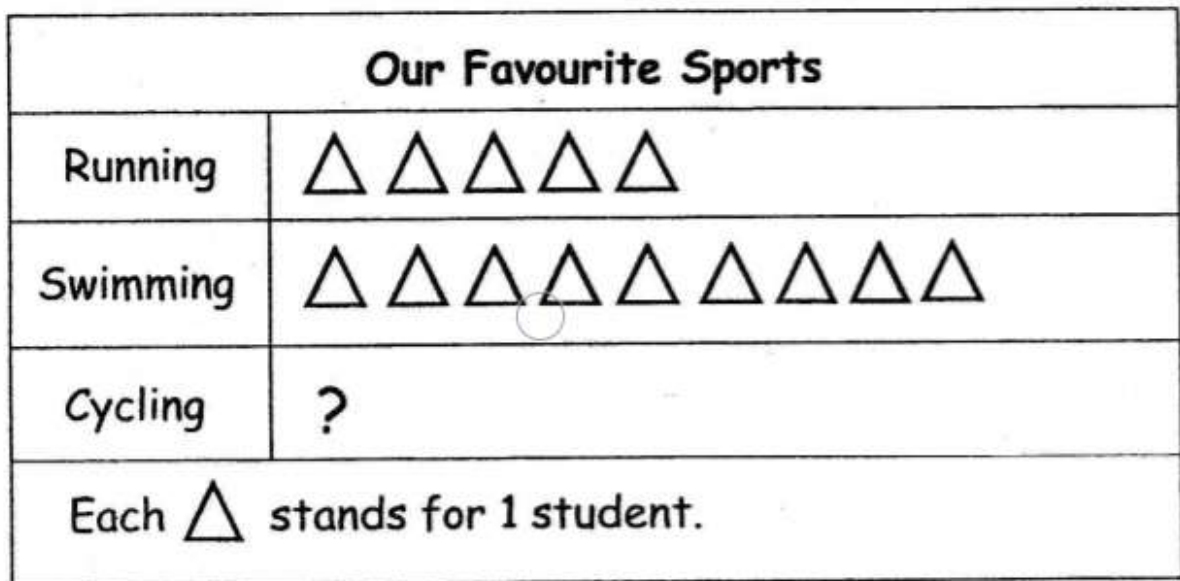 Our Favourite Sports
Running
Swimming
Cycling ?
Each △ stands for 1 student.